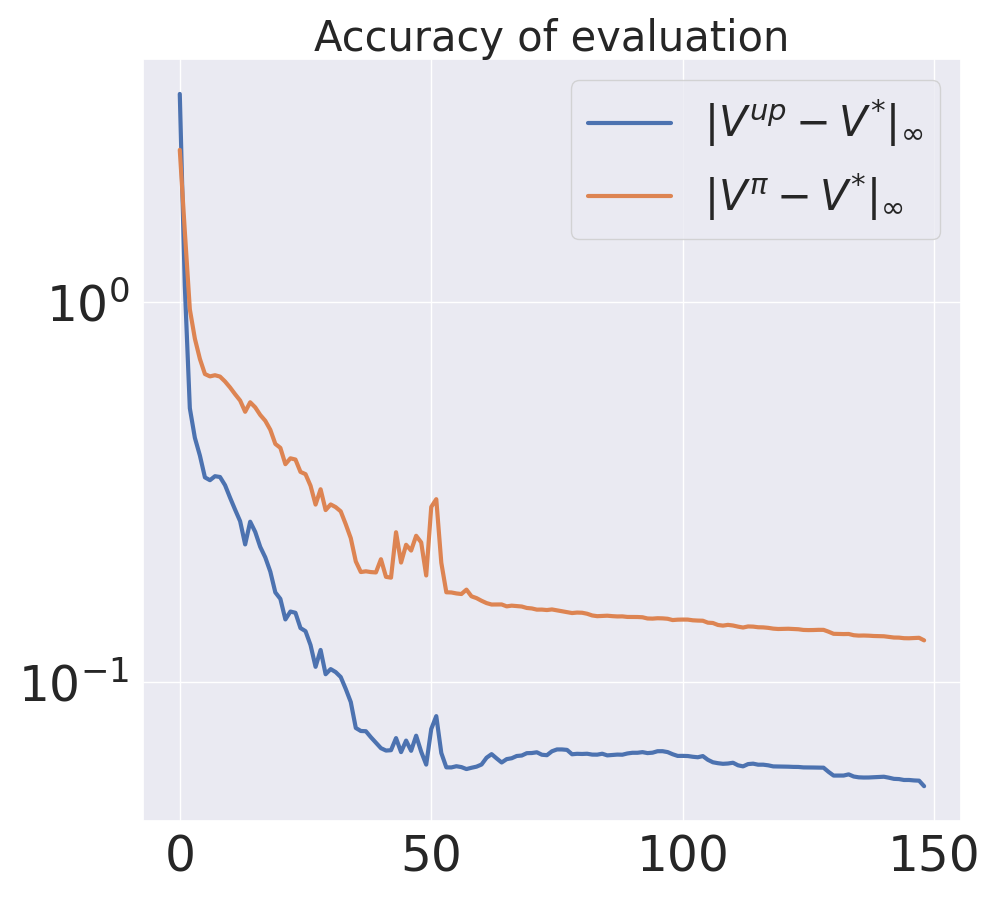 Accuracy of evaluation
|V^{up} − V^*|_∞
|V^π − V^*|_∞
10^0
10^{−1}
0 50 100 150